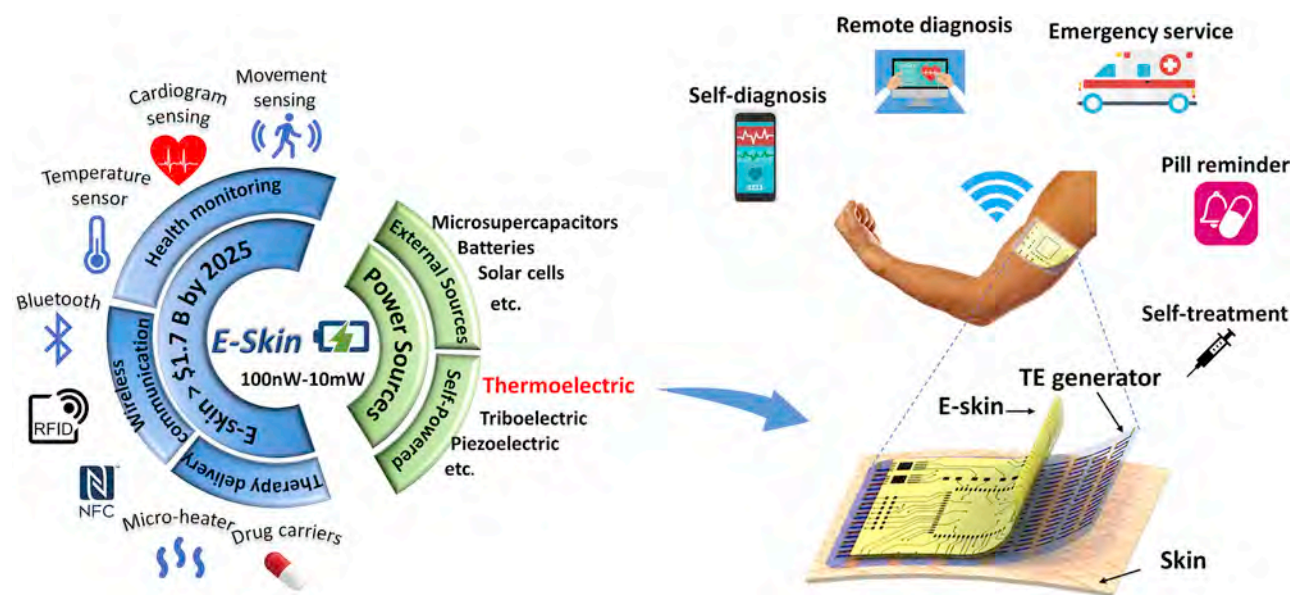 Movement
sensing
Cardiogram
sensing
Temperature
sensor
Bluetooth
RFID
NFC
Micro-heater
Drug carriers
Health monitoring
Wireless
communication
Therapy delivery
E-skin > $1.7 B by 2025
E-Skin
100nW-10mW
Power Sources
External Sources
Self-Powered
Microsupercapacitors
Batteries
Solar cells
etc.
Thermoelectric
Triboelectric
Piezoelectric
etc.
Remote diagnosis
Emergency service
Self-diagnosis
Pill reminder
Self-treatment
TE generator
E-skin
Skin